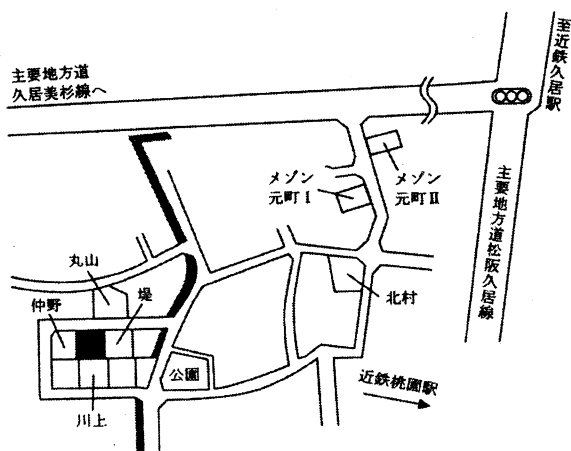 主要地方道
久居美杉線へ
至近鉄久居駅
メゾン
元町Ⅰ
メゾン
元町Ⅱ
主要地方道松阪久居線
丸山
仲野
堤
北村
公園
川上
近鉄桃園駅